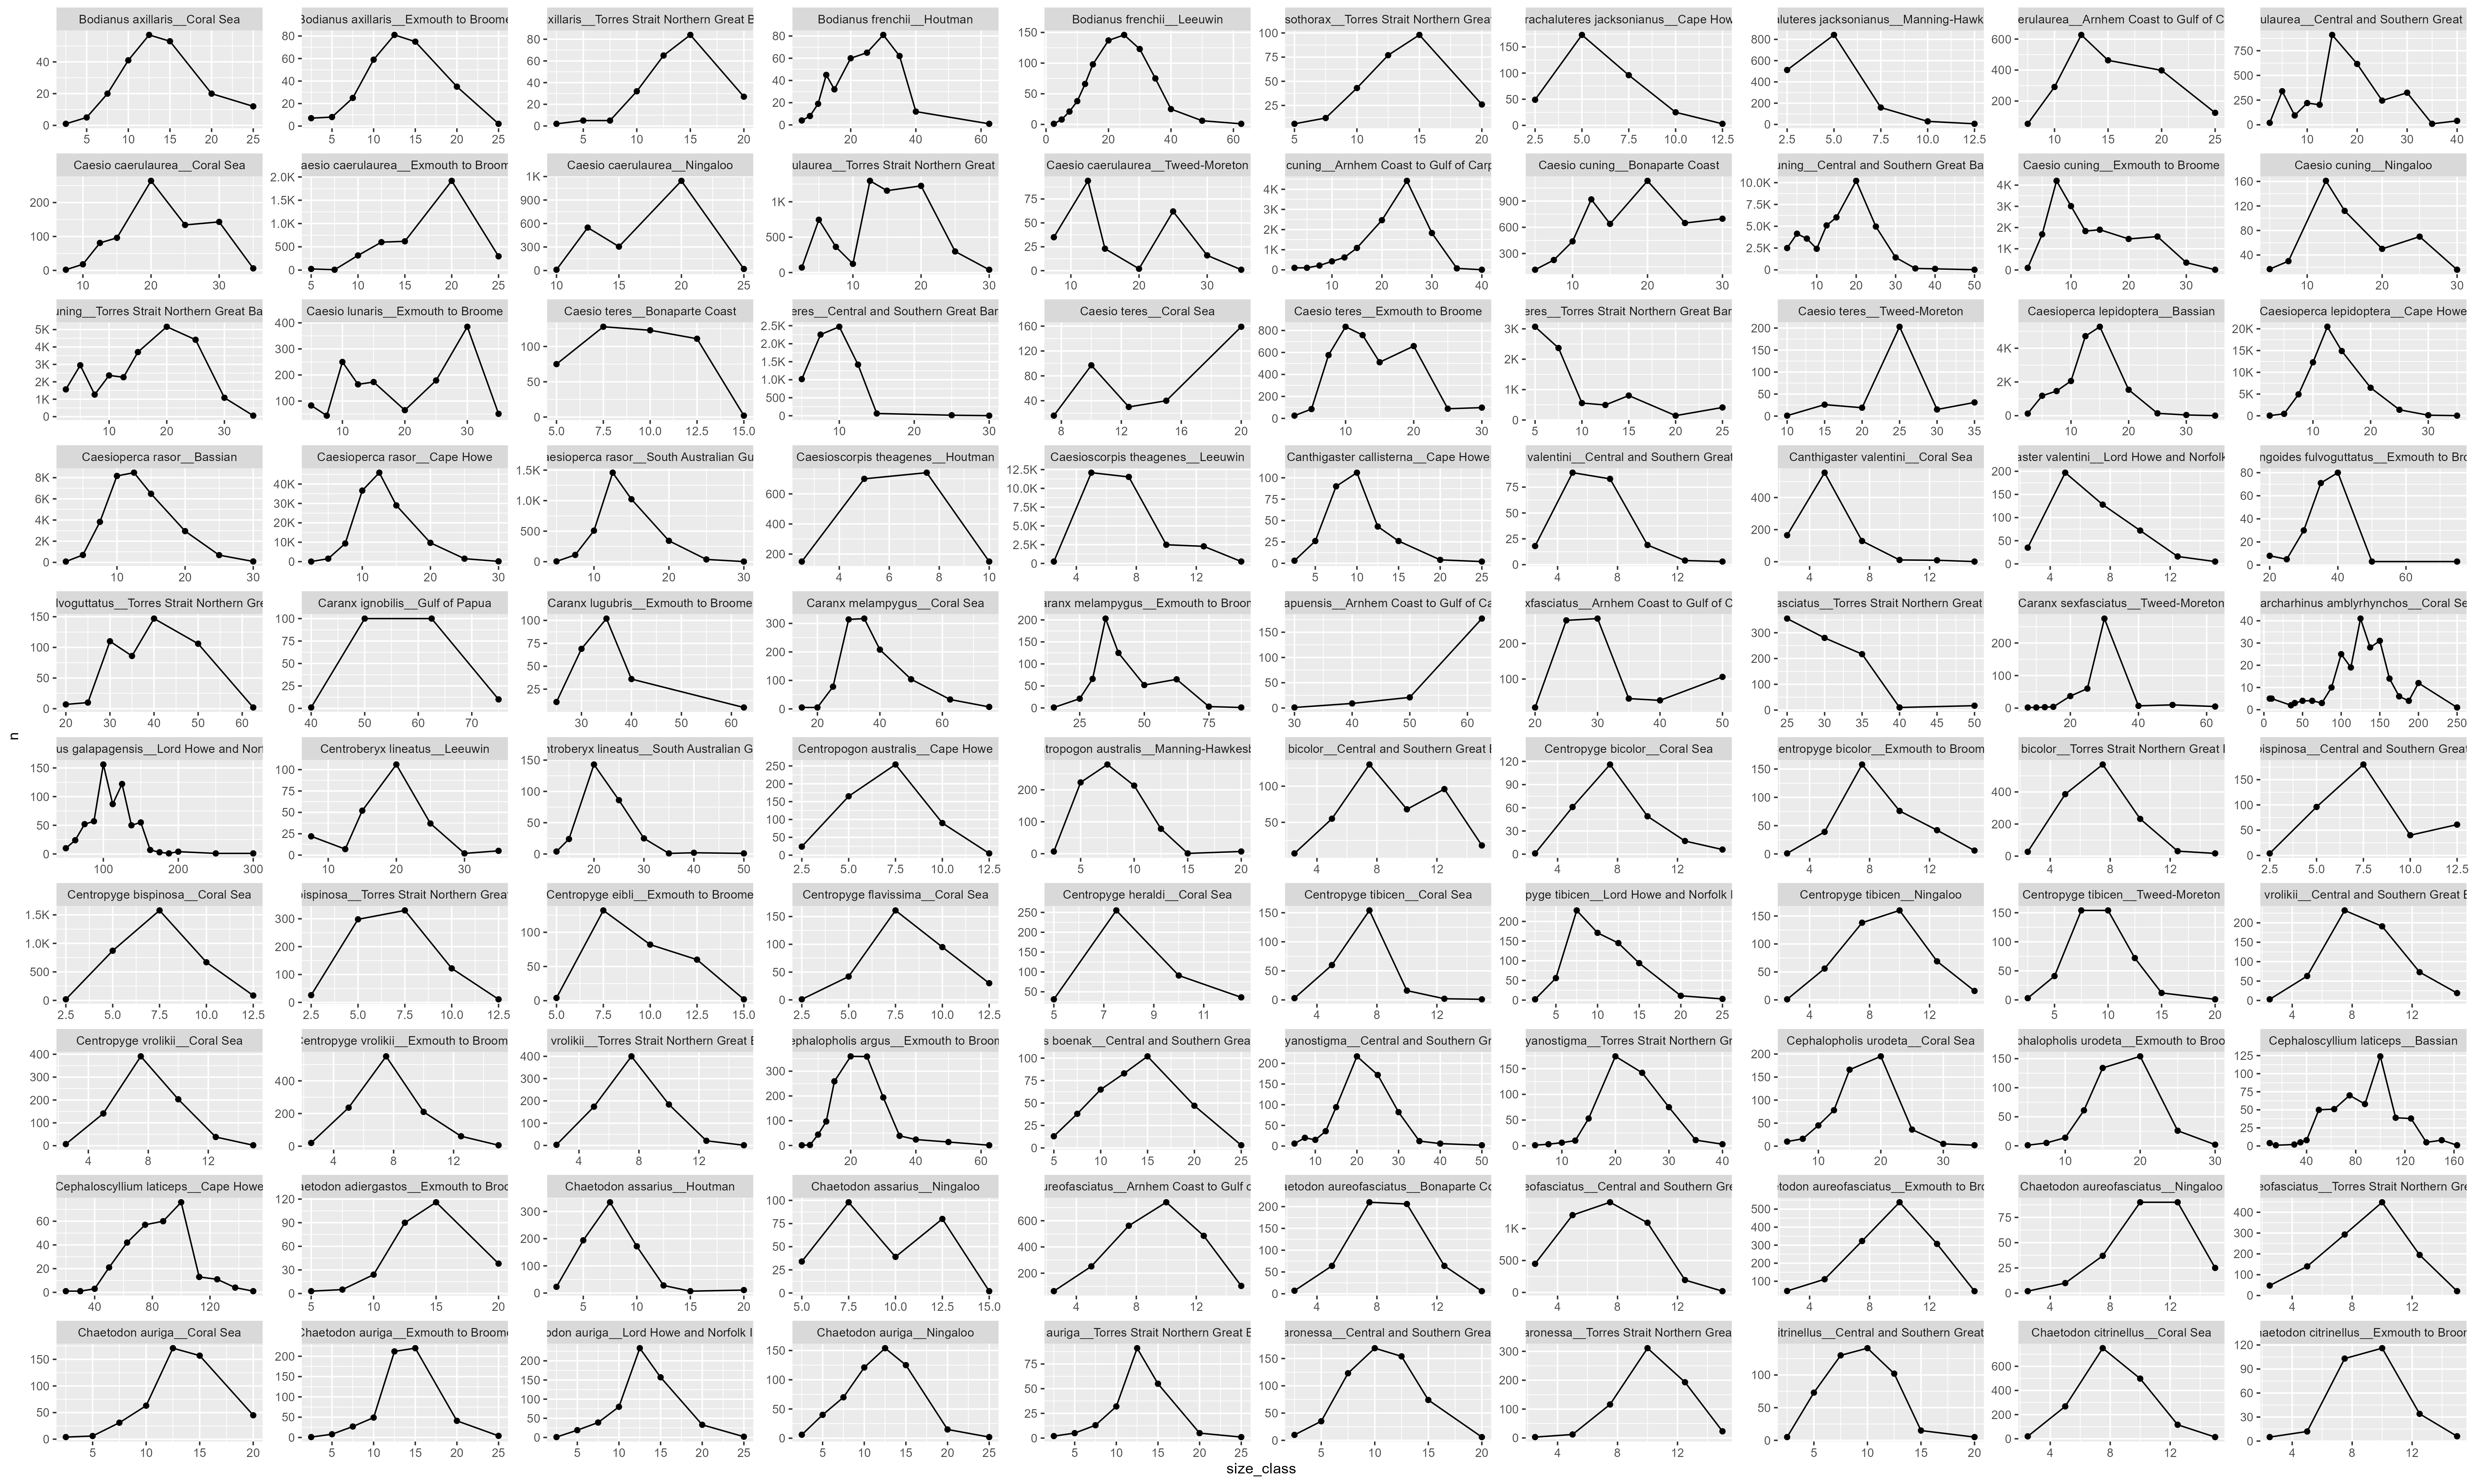 Bodianus axillaris__Coral Sea
Bodianus axillaris__Exmouth to Broome
xillaris__Torres Strait Northern Great B
Bodianus frenchii__Houtman
Bodianus frenchii__Leeuwin
sothorax__Torres Strait Northern Great
rachaluteres jacksonianus__Cape How
luteres jacksonianus__Manning-Hawk
erulaurea__Arnhem Coast to Gulf of C
ulaurea__Central and Southern Great
Caesio caerulaurea__Coral Sea
aesio caerulaurea__Exmouth to Broom
Caesio caerulaurea__Ningaloo
ulaurea__Torres Strait Northern Great
Caesio caerulaurea__Tweed-Moreton
cuning__Arnhem Coast to Gulf of Carp
Caesio cuning__Bonaparte Coast
uning__Central and Southern Great Ba
Caesio cuning__Exmouth to Broome
Caesio cuning__Ningaloo
uning__Torres Strait Northern Great Ba
Caesio lunaris__Exmouth to Broome
Caesio teres__Bonaparte Coast
eres__Central and Southern Great Bar
Caesio teres__Coral Sea
Caesio teres__Exmouth to Broome
eres__Torres Strait Northern Great Bar
Caesio teres__Tweed-Moreton
Caesioperca lepidoptera__Bassian
Caesioperca lepidoptera__Cape Howe
Caesioperca rasor__Bassian
Caesioperca rasor__Cape Howe
esioperca rasor__South Australian Gu
Caesioscorpis theagenes__Houtman
Caesioscorpis theagenes__Leeuwin
Canthigaster callisterna__Cape Howe
valentini__Central and Southern Great
Canthigaster valentini__Coral Sea
aster valentini__Lord Howe and Norfolk
ngoides fulvoguttatus__Exmouth to Bro
lvoguttatus__Torres Strait Northern Gre
Caranx ignobilis__Gulf of Papua
Caranx lugubris__Exmouth to Broome
Caranx melampygus__Coral Sea
aranx melampygus__Exmouth to Broom
apuensis__Arnhem Coast to Gulf of Ca
xfasciatus__Arnhem Coast to Gulf of C
asciatus__Torres Strait Northern Great
Caranx sexfasciatus__Tweed-Moreton
archarhinus amblyrhynchos__Coral Se
us galapagensis__Lord Howe and Norf
Centroberyx lineatus__Leeuwin
ntroberyx lineatus__South Australian G
Centropogon australis__Cape Howe
tropogon australis__Manning-Hawkesb
bicolor__Central and Southern Great B
Centropyge bicolor__Coral Sea
entropyge bicolor__Exmouth to Broom
bicolor__Torres Strait Northern Great B
bispinosa__Central and Southern Great
Centropyge bispinosa__Coral Sea
ispinosa__Torres Strait Northern Great
Centropyge eibli__Exmouth to Broome
Centropyge flavissima__Coral Sea
Centropyge heraldi__Coral Sea
Centropyge tibicen__Coral Sea
pyge tibicen__Lord Howe and Norfolk I
Centropyge tibicen__Ningaloo
Centropyge tibicen__Tweed-Moreton
vrolikii__Central and Southern Great B
Centropyge vrolikii__Coral Sea
Centropyge vrolikii__Exmouth to Broom
vrolikii__Torres Strait Northern Great B
ephalopholis argus__Exmouth to Broom
s boenak__Central and Southern Grea
yanostigma__Central and Southern Gr
yanostigma__Torres Strait Northern Gr
Cephalopholis urodeta__Coral Sea
phalopholis urodeta__Exmouth to Broo
Cephaloscyllium laticeps__Bassian
Cephaloscyllium laticeps__Cape Howe
aetodon adiergastos__Exmouth to Broo
Chaetodon assarius__Houtman
Chaetodon assarius__Ningaloo
ureofasciatus__Arnhem Coast to Gulf o
aetodon aureofasciatus__Bonaparte Co
eofasciatus__Central and Southern Gre
etodon aureofasciatus__Exmouth to Bro
Chaetodon aureofasciatus__Ningaloo
eofasciatus__Torres Strait Northern Gre
Chaetodon auriga__Coral Sea
Chaetodon auriga__Exmouth to Broome
odon auriga__Lord Howe and Norfolk I
Chaetodon auriga__Ningaloo
auriga__Torres Strait Northern Great B
aronessa__Central and Southern Grea
aronessa__Torres Strait Northern Grea
itrinellus__Central and Southern Great
Chaetodon citrinellus__Coral Sea
haetodon citrinellus__Exmouth to Broom
n
size_class